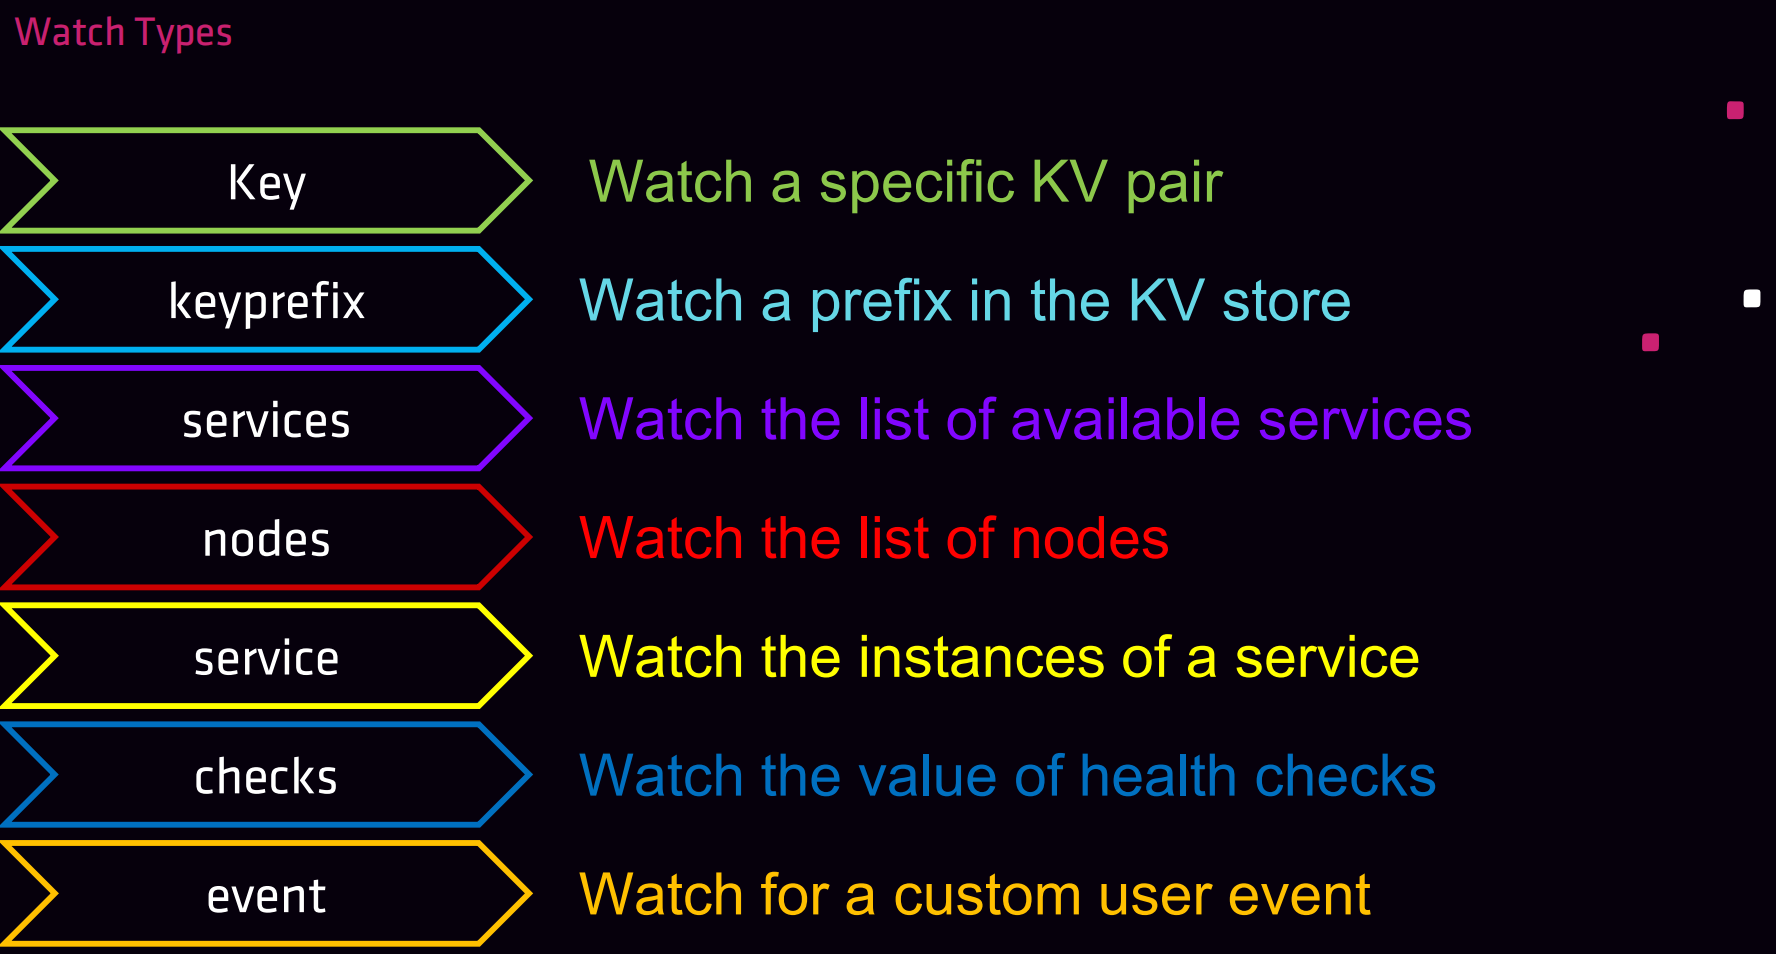 Watch Types
Key
Watch a specific KV pair
keyprefix
Watch a prefix in the KV store
services
Watch the list of available services
nodes
Watch the list of nodes
service
Watch the instances of a service
checks
Watch the value of health checks
event
Watch for a custom user event